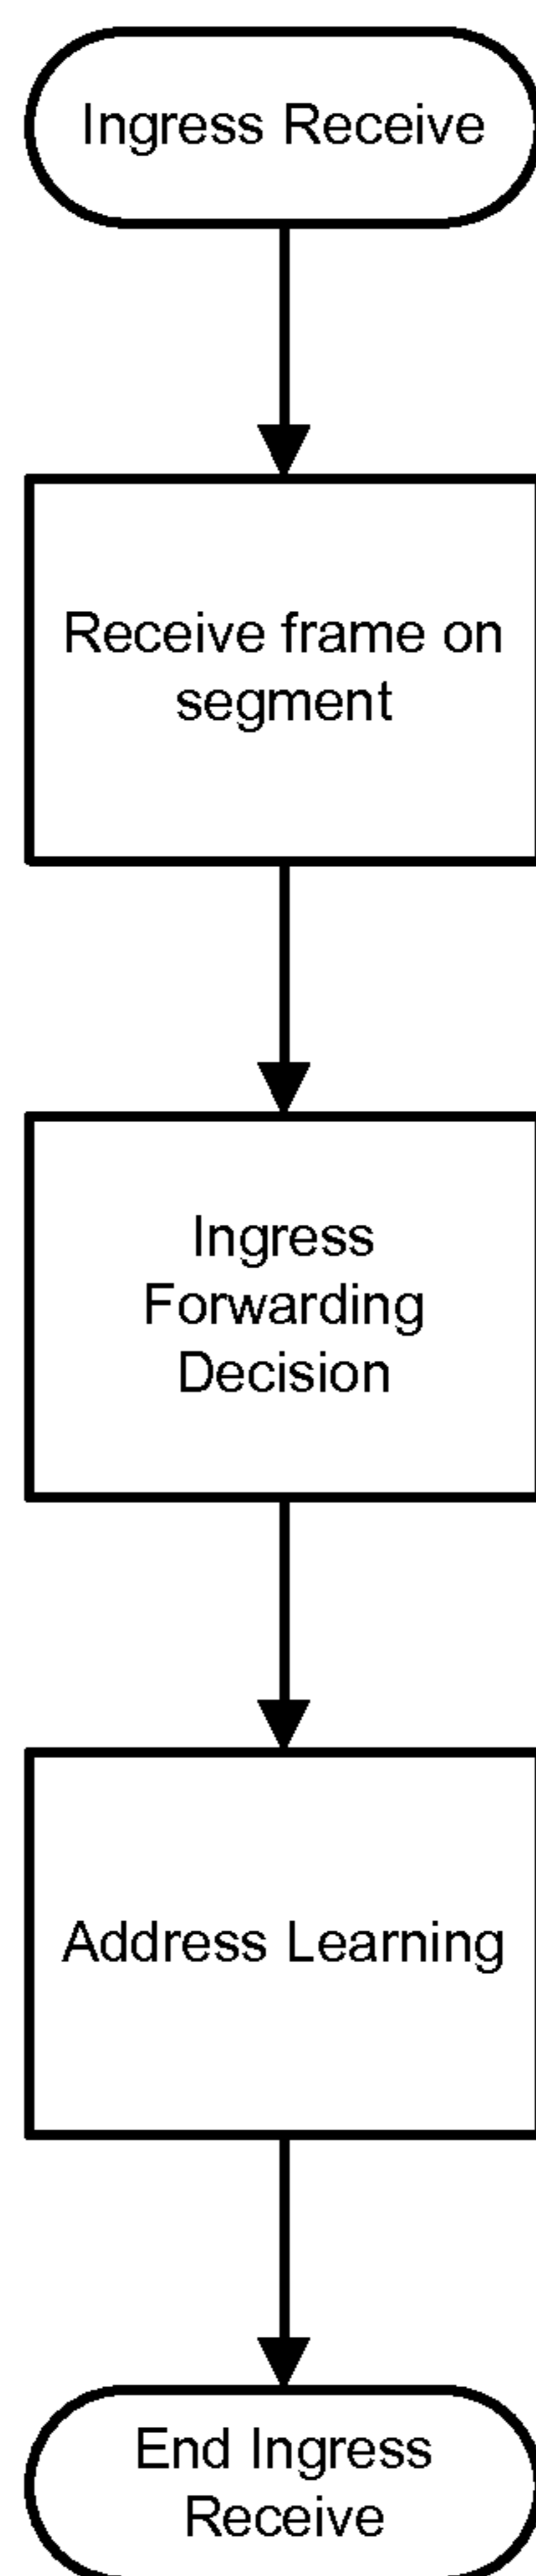 Ingress Receive
Receive frame on
segment
Ingress
Forwarding
Decision
Address Learning
End Ingress
Receive